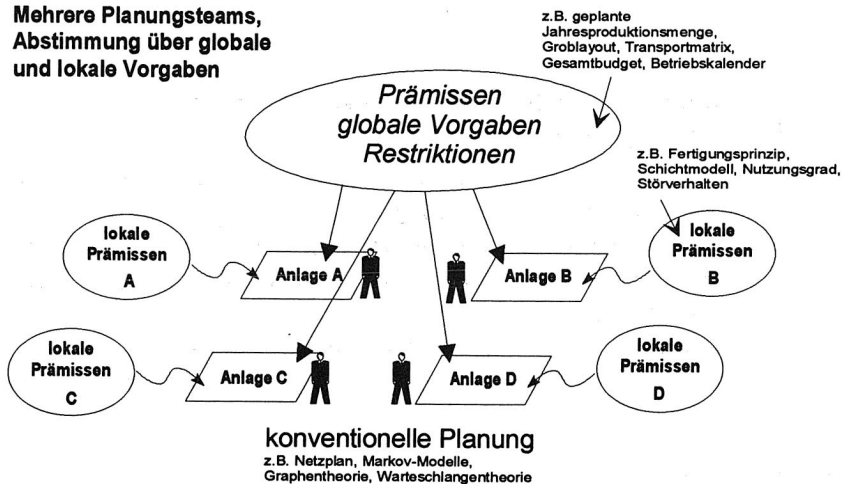 Mehrere Planungsteams,
Abstimmung über globale
und lokale Vorgaben
z.B. geplante
Jahresproduktionsmenge,
Groblayout, Transportmatrix,
Gesamtbudget, Betriebskalender
Prämissen
globale Vorgaben
Restriktionen
z.B. Fertigungsprinzip,
Schichtmodell, Nutzungsgrad,
Störverhalten
lokale
Prämissen
A
Anlage A
Anlage B
lokale
Prämissen
B
lokale
Prämissen
C
Anlage C
Anlage D
lokale
Prämissen
D
konventionelle Planung
z.B. Netzplan, Markov-Modelle,
Graphentheorie, Warteschlangentheorie